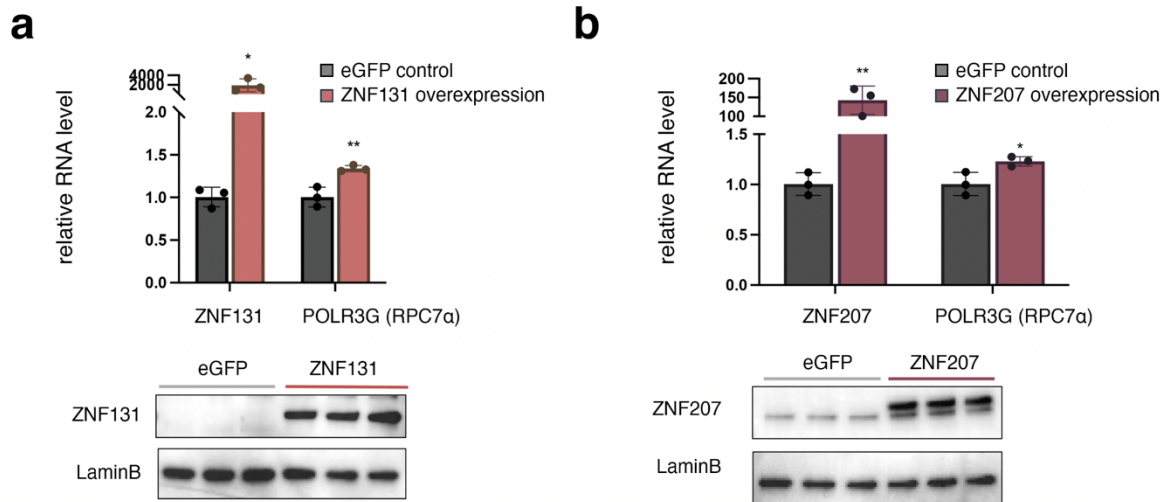 a
relative RNA level
4000
2000
2.0
1.5
1.0
0.5
0.0
*
**
eGFP control
ZNF131 overexpression
ZNF131 POLR3G (RPC7α)
eGFP ZNF131
ZNF131
LaminB
b
relative RNA level
200
150
100
1.5
1.0
0.5
0.0
**
*
eGFP control
ZNF207 overexpression
ZNF207 POLR3G (RPC7α)
eGFP ZNF207
ZNF207
LaminB